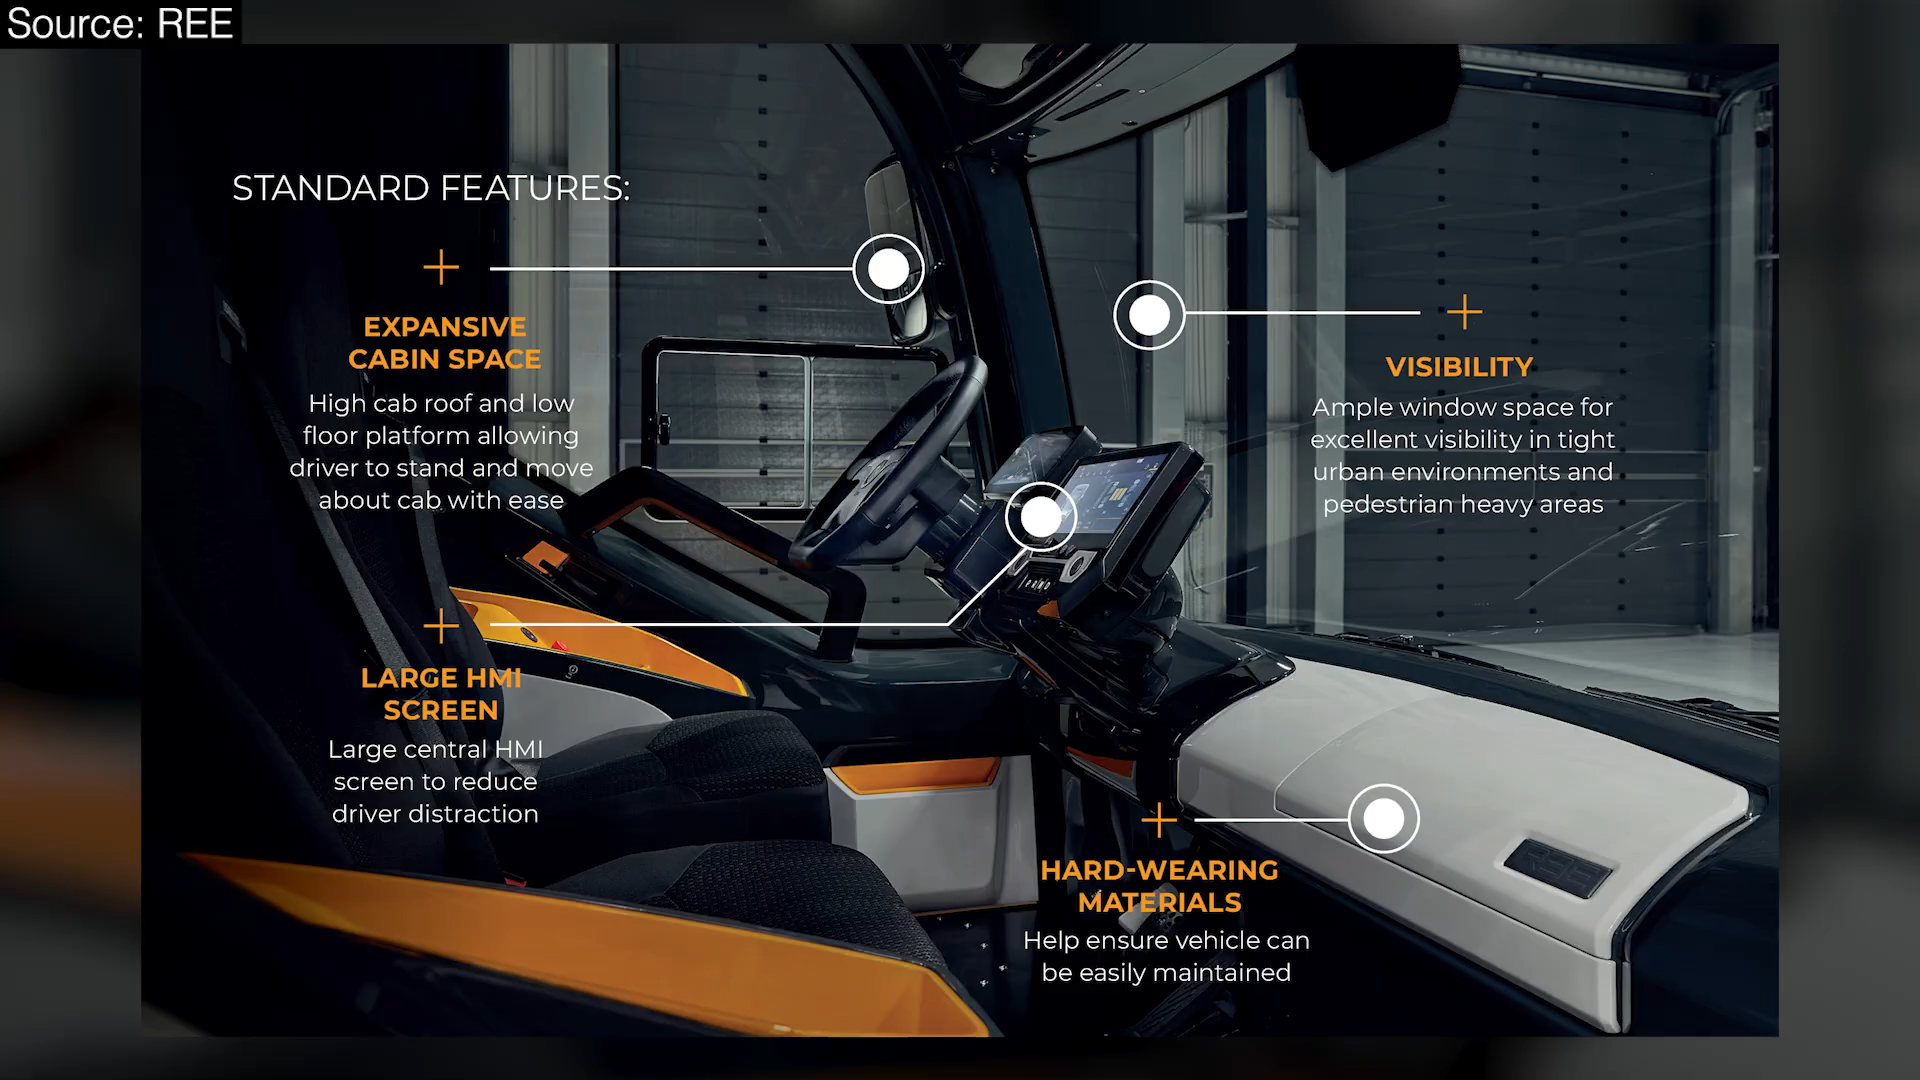 Source: REE
STANDARD FEATURES:
EXPANSIVE
CABIN SPACE
High cab roof and low
floor platform allowing
driver to stand and move
about cab with ease
VISIBILITY
Ample window space for
excellent visibility in tight
urban environments and
pedestrian heavy areas
LARGE HMI
SCREEN
Large central HMI
screen to reduce
driver distraction
HARD-WEARING
MATERIALS
Help ensure vehicle can
be easily maintained
REE